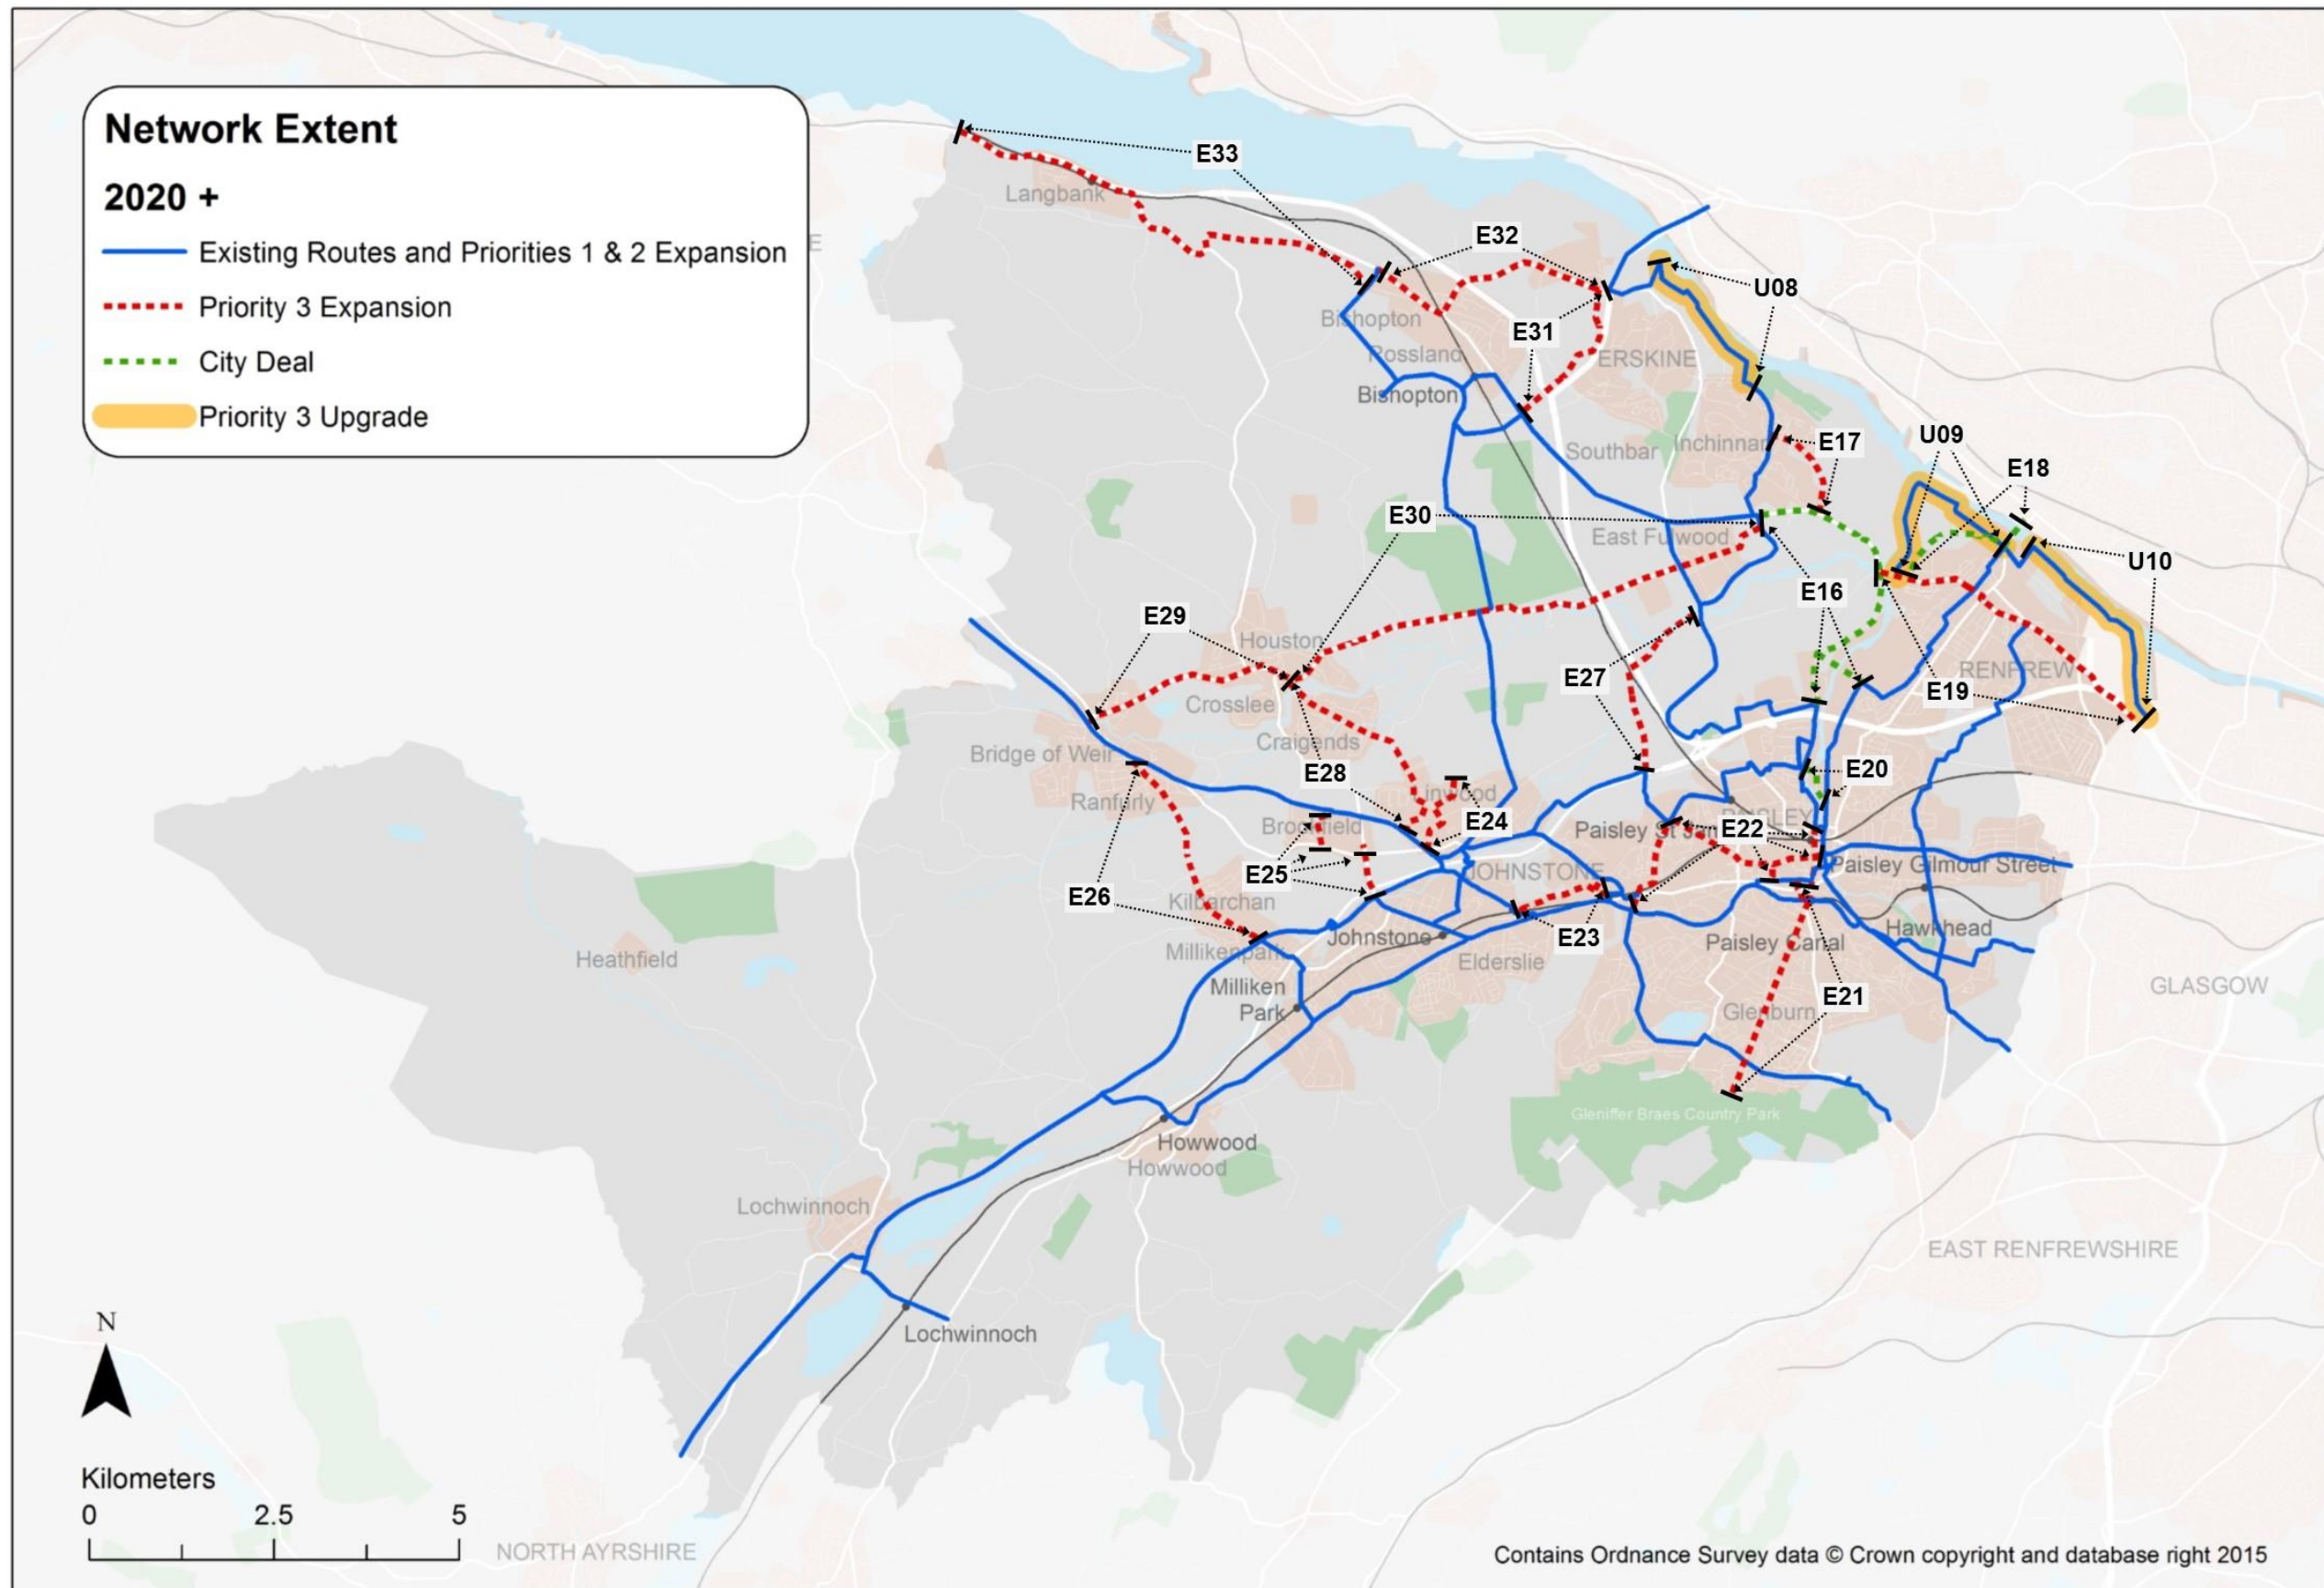 Network Extent
2020 +
Existing Routes and Priorities 1 & 2 Expansion
Priority 3 Expansion
City Deal
Priority 3 Upgrade
E33
Langbank
E32
U08
E31
Bishopton
Rossland
ERSKINE
Bishopton
E17
U09
Southbar
Inchinnan
E18
E30
East Fulwood
U10
E16
E29
Houston
E27
RENFREW
E19
Crosslee
Craigends
Bridge of Weir
E28
E20
Ranfurly
Linwood
E24
Brookfield
PAISLEY
Paisley St
E22
Paisley Gilmour Street
E25
JOHNSTONE
E26
Kilbarchan
Hawkhead
Johnstone
E23
Paisley Canal
Millikenpark
Elderslie
Heathfield
Milliken
Park
E21
GLASGOW
Glenburn
Gleniffer Braes Country Park
Howwood
Howwood
Lochwinnoch
EAST RENFREWSHIRE
N
Lochwinnoch
Kilometers
0 2.5 5
NORTH AYRSHIRE
Contains Ordnance Survey data © Crown copyright and database right 2015